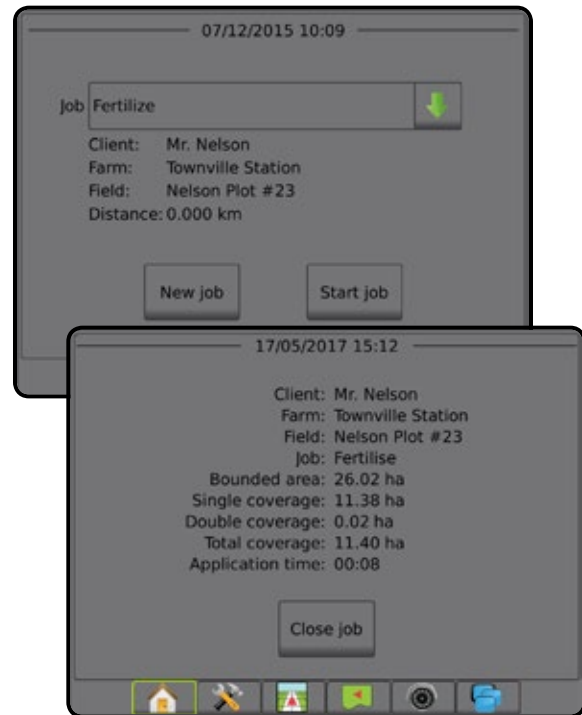 07/12/2015 10:09
Job Fertilize
Client: Mr. Nelson
Farm: Townville Station
Field: Nelson Plot #23
Distance: 0.000 km
New job Start job
17/05/2017 15:12
Client: Mr. Nelson
Farm: Townville Station
Field: Nelson Plot #23
Job: Fertilise
Bounded area: 26.02 ha
Single coverage: 11.38 ha
Double coverage: 0.02 ha
Total coverage: 11.40 ha
Application time: 00:08
Close job